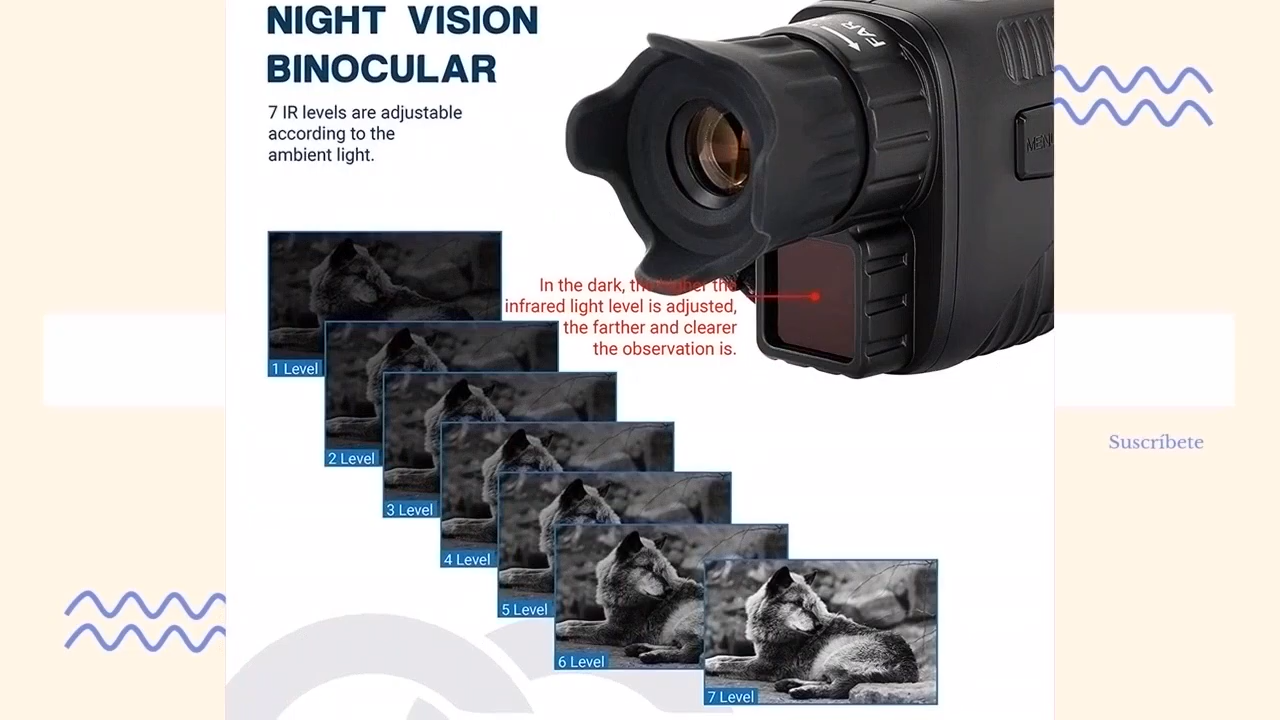 NIGHT VISION
BINOCULAR
7 IR levels are adjustable
according to the
ambient light.
FAR
MENU
In the dark, the higher the
infrared light level is adjusted,
the farther and clearer
the observation is.
1 Level
2 Level
3 Level
4 Level
5 Level
6 Level
7 Level
Suscríbete